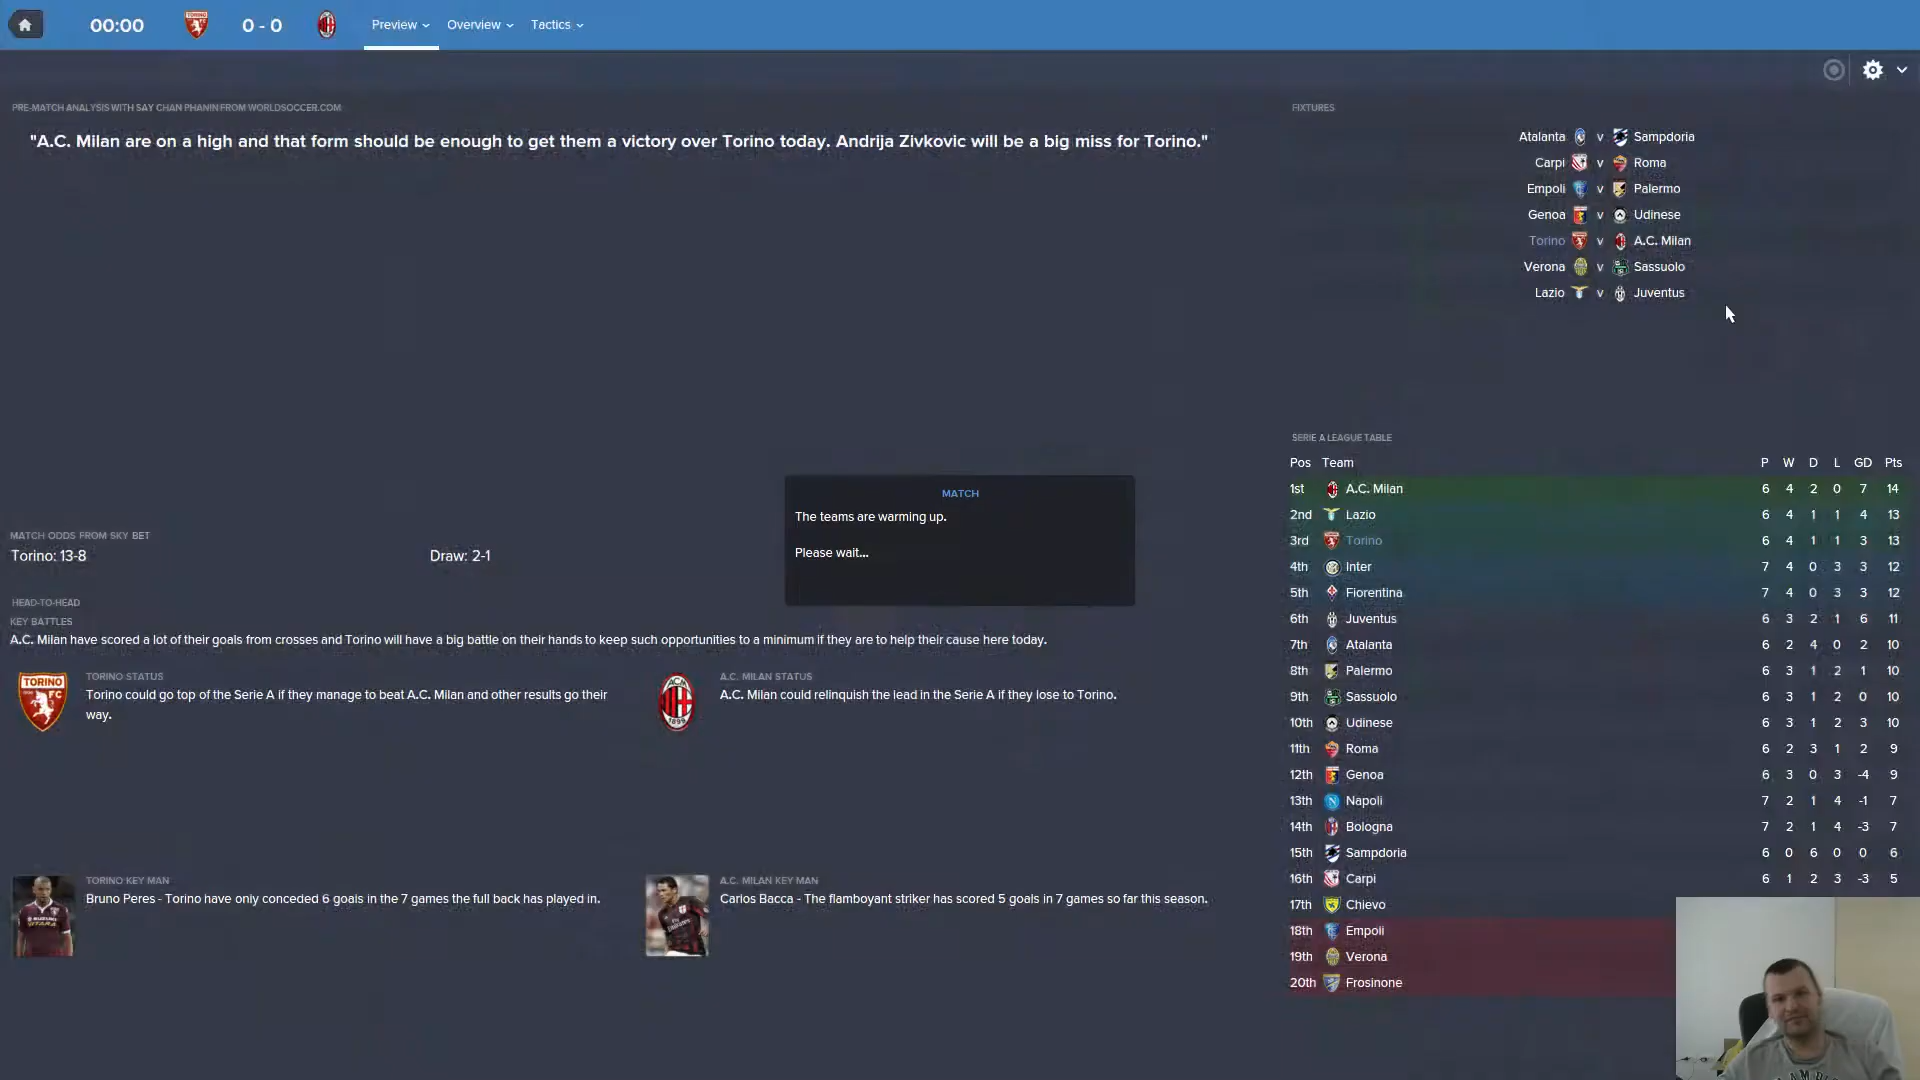 00:00
0 - 0
Preview
Overview
Tactics
PRE-MATCH ANALYSIS WITH SAY CHAN PHANIN FROM WORLDSOCCER.COM
"A.C. Milan are on a high and that form should be enough to get them a victory over Torino today. Andrija Zivkovic will be a big miss for Torino."
FIXTURES
Atalanta v Sampdoria
Carpi v Roma
Empoli v Palermo
Genoa v Udinese
Torino v A.C. Milan
Verona v Sassuolo
Lazio v Juventus
MATCH
The teams are warming up.
Please wait...
MATCH ODDS FROM SKY BET
Torino: 13-8
Draw: 2-1
HEAD-TO-HEAD
KEY BATTLES
A.C. Milan have scored a lot of their goals from crosses and Torino will have a big battle on their hands to keep such opportunities to a minimum if they are to help their cause here today.
TORINO FC
TORINO STATUS
Torino could go top of the Serie A if they manage to beat A.C. Milan and other results go their
way.
ACM
1899
A.C. MILAN STATUS
A.C. Milan could relinquish the lead in the Serie A if they lose to Torino.
TORINO KEY MAN
Bruno Peres - Torino have only conceded 6 goals in the 7 games the full back has played in.
A.C. MILAN KEY MAN
Carlos Bacca - The flamboyant striker has scored 5 goals in 7 games so far this season.
SERIE A LEAGUE TABLE
Pos Team P W D L GD Pts
1st A.C. Milan 6 4 2 0 7 14
2nd Lazio 6 4 1 1 4 13
3rd Torino 6 4 1 1 3 13
4th Inter 7 4 0 3 3 12
5th Fiorentina 7 4 0 3 3 12
6th Juventus 6 3 2 1 6 11
7th Atalanta 6 2 4 0 2 10
8th Palermo 6 3 1 2 1 10
9th Sassuolo 6 3 1 2 0 10
10th Udinese 6 3 1 2 3 10
11th Roma 6 2 3 1 2 9
12th Genoa 6 3 0 3 -4 9
13th Napoli 7 2 1 4 -1 7
14th Bologna 7 2 1 4 -3 7
15th Sampdoria 6 0 6 0 0 6
16th Carpi 6 1 2 3 -3 5
17th Chievo
18th Empoli
19th Verona
20th Frosinone